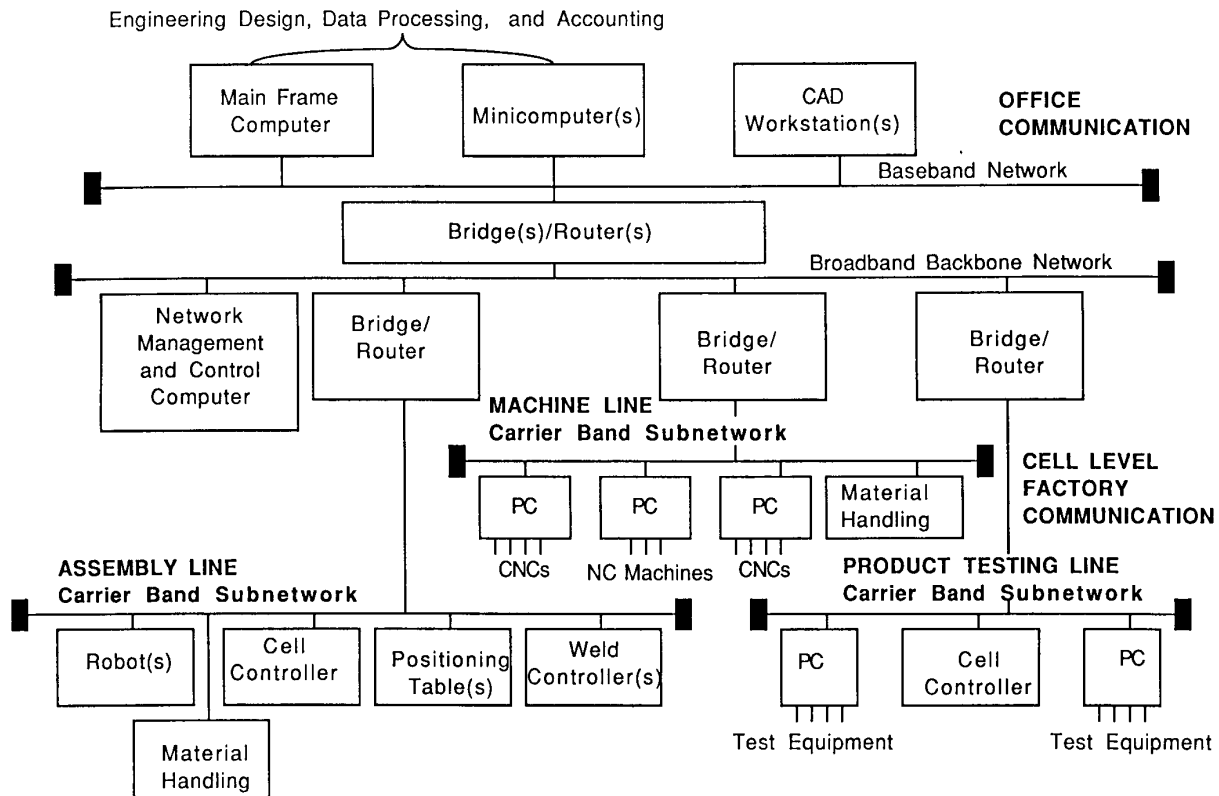 Engineering Design, Data Processing, and Accounting
Main Frame
Computer
Minicomputer(s)
CAD
Workstation(s)
OFFICE
COMMUNICATION
Baseband Network
Bridge(s)/Router(s)
Broadband Backbone Network
Network
Management
and Control
Computer
Bridge/
Router
Bridge/
Router
Bridge/
Router
MACHINE LINE
Carrier Band Subnetwork
PC
PC
PC
Material
Handling
CNCs
NC Machines
CNCs
CELL LEVEL
FACTORY
COMMUNICATION
ASSEMBLY LINE
Carrier Band Subnetwork
Robot(s)
Cell
Controller
Positioning
Table(s)
Weld
Controller(s)
Material
Handling
PRODUCT TESTING LINE
Carrier Band Subnetwork
PC
Cell
Controller
PC
Test Equipment
Test Equipment